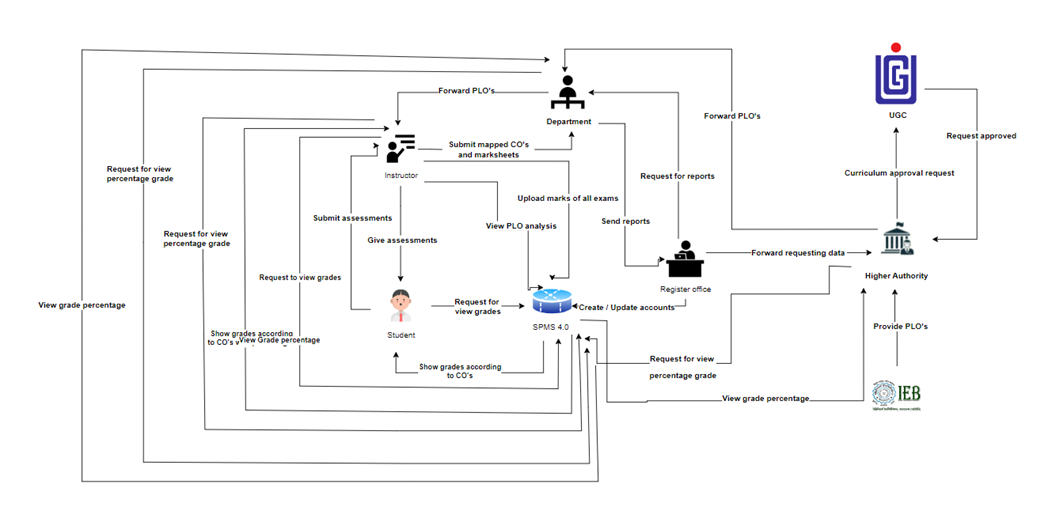 UGC
Forward PLO's
Department
Forward PLO's
Request approved
Submit mapped CO's
and marksheets
Instructor
Request for view
percentage grade
Request for reports
Curriculum approval request
Upload marks of all exams
Submit assessments
Send reports
View PLO analysis
Request for view
percentage grade
Give assessments
Forward requesting data
Higher Authority
Request to view grades
Register office
View grade percentage
Request for
view grades
Create / Update accounts
SPMS 4.0
Provide PLO's
Student
Show grades according
to CO's
View Grade percentage
Request for view
percentage grade
Show grades according
to CO's
IEB
View grade percentage